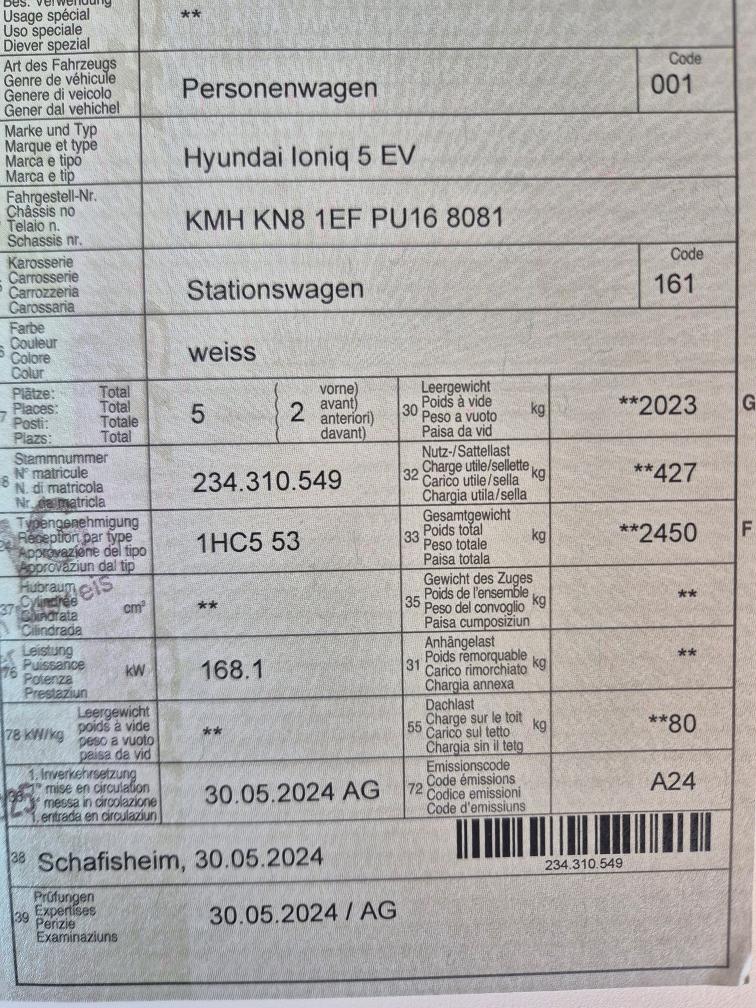 Bes. Verwendung
Usage spécial
Uso speciale
Diever spezial
**
Art des Fahrzeugs
Genre de véhicule
Genere di veicolo
Gener dal vehichel
Personenwagen
Code
001
Marke und Typ
Marque et type
Marca e tipo
Marca e tip
Hyundai Ioniq 5 EV
Fahrgestell-Nr.
Châssis no
Telaio n.
Schassis nr.
KMH KN8 1EF PU16 8081
Karosserie
Carrosserie
Carrozzeria
Carossaria
Stationswagen
Code
161
Farbe
Couleur
Colore
Colur
weiss
7
Plätze: Total
Places: Total
Posti: Totale
Plazs: Total
5
( 2
vorne)
avant)
anteriori)
davant)
30
Leergewicht
Poids à vide
Peso a vuoto
Paisa da vid
kg
**2023
G
8
Stammnummer
N° matricule
N. di matricola
Nr. da matricla
234.310.549
32
Nutz-/Sattellast
Charge utile/sellette
Carico utile/sella
Chargia utila/sella
kg
**427
Typengenehmigung
Réception par type
Approvazione del tipo
Approvaziun dal tip
1HC5 53
33
Gesamtgewicht
Poids total
Peso totale
Paisa totala
kg
**2450
F
37
Hubraum
Cylindrée
Cilindrata
Cilindrada
cm³
**
35
Gewicht des Zuges
Poids de l'ensemble
Peso del convoglio
Paisa cumposiziun
kg
**
76
Leistung
Puissance
Potenza
Prestaziun
kW
168.1
31
Anhängelast
Poids remorquable
Carico rimorchiato
Chargia annexa
kg
**
78 kW/kg
Leergewicht
poids à vide
peso a vuoto
paisa da vid
**
55
Dachlast
Charge sur le toit
Carico sul tetto
Chargia sin il tetg
kg
**80
1. Inverkehrsetzung
1re mise en circulation
1a messa in circolazione
1. entrada en circulaziun
30.05.2024 AG
72
Emissionscode
Code émissions
Codice emissioni
Code d'emissiuns
A24
38 Schafisheim, 30.05.2024
234.310.549
39
Prüfungen
Expertises
Perizie
Examinaziuns
30.05.2024 / AG